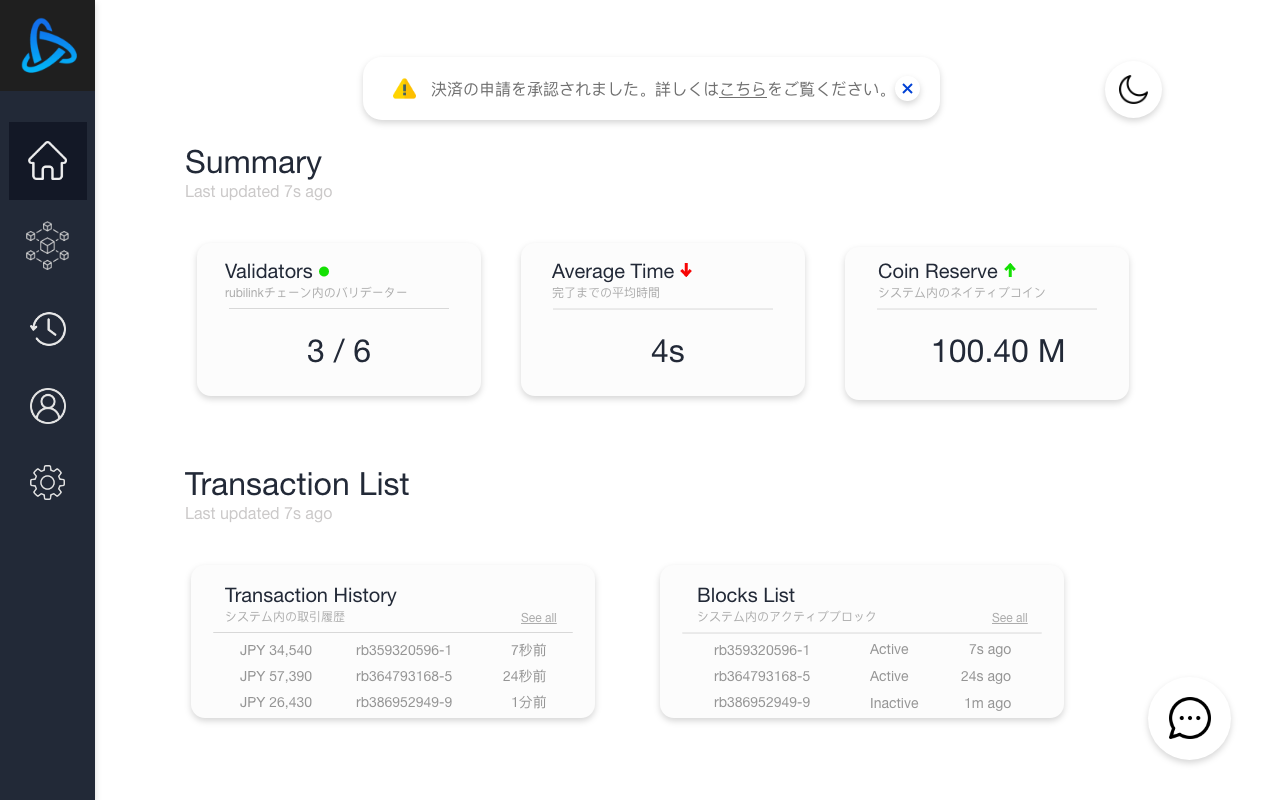 決済の申請を承認されました。詳しくはこちらをご覧ください。
Summary
Last updated 7s ago
Validators
rubilinkチェーン内のバリデーター
3 / 6
Average Time
完了までの平均時間
4s
Coin Reserve
システム内のネイティブコイン
100.40 M
Transaction List
Last updated 7s ago
Transaction History
システム内の取引履歴 See all
JPY 34,540 rb359320596-1 7秒前
JPY 57,390 rb364793168-5 24秒前
JPY 26,430 rb386952949-9 1分前
Blocks List
システム内のアクティブブロック See all
rb359320596-1 Active 7s ago
rb364793168-5 Active 24s ago
rb386952949-9 Inactive 1m ago